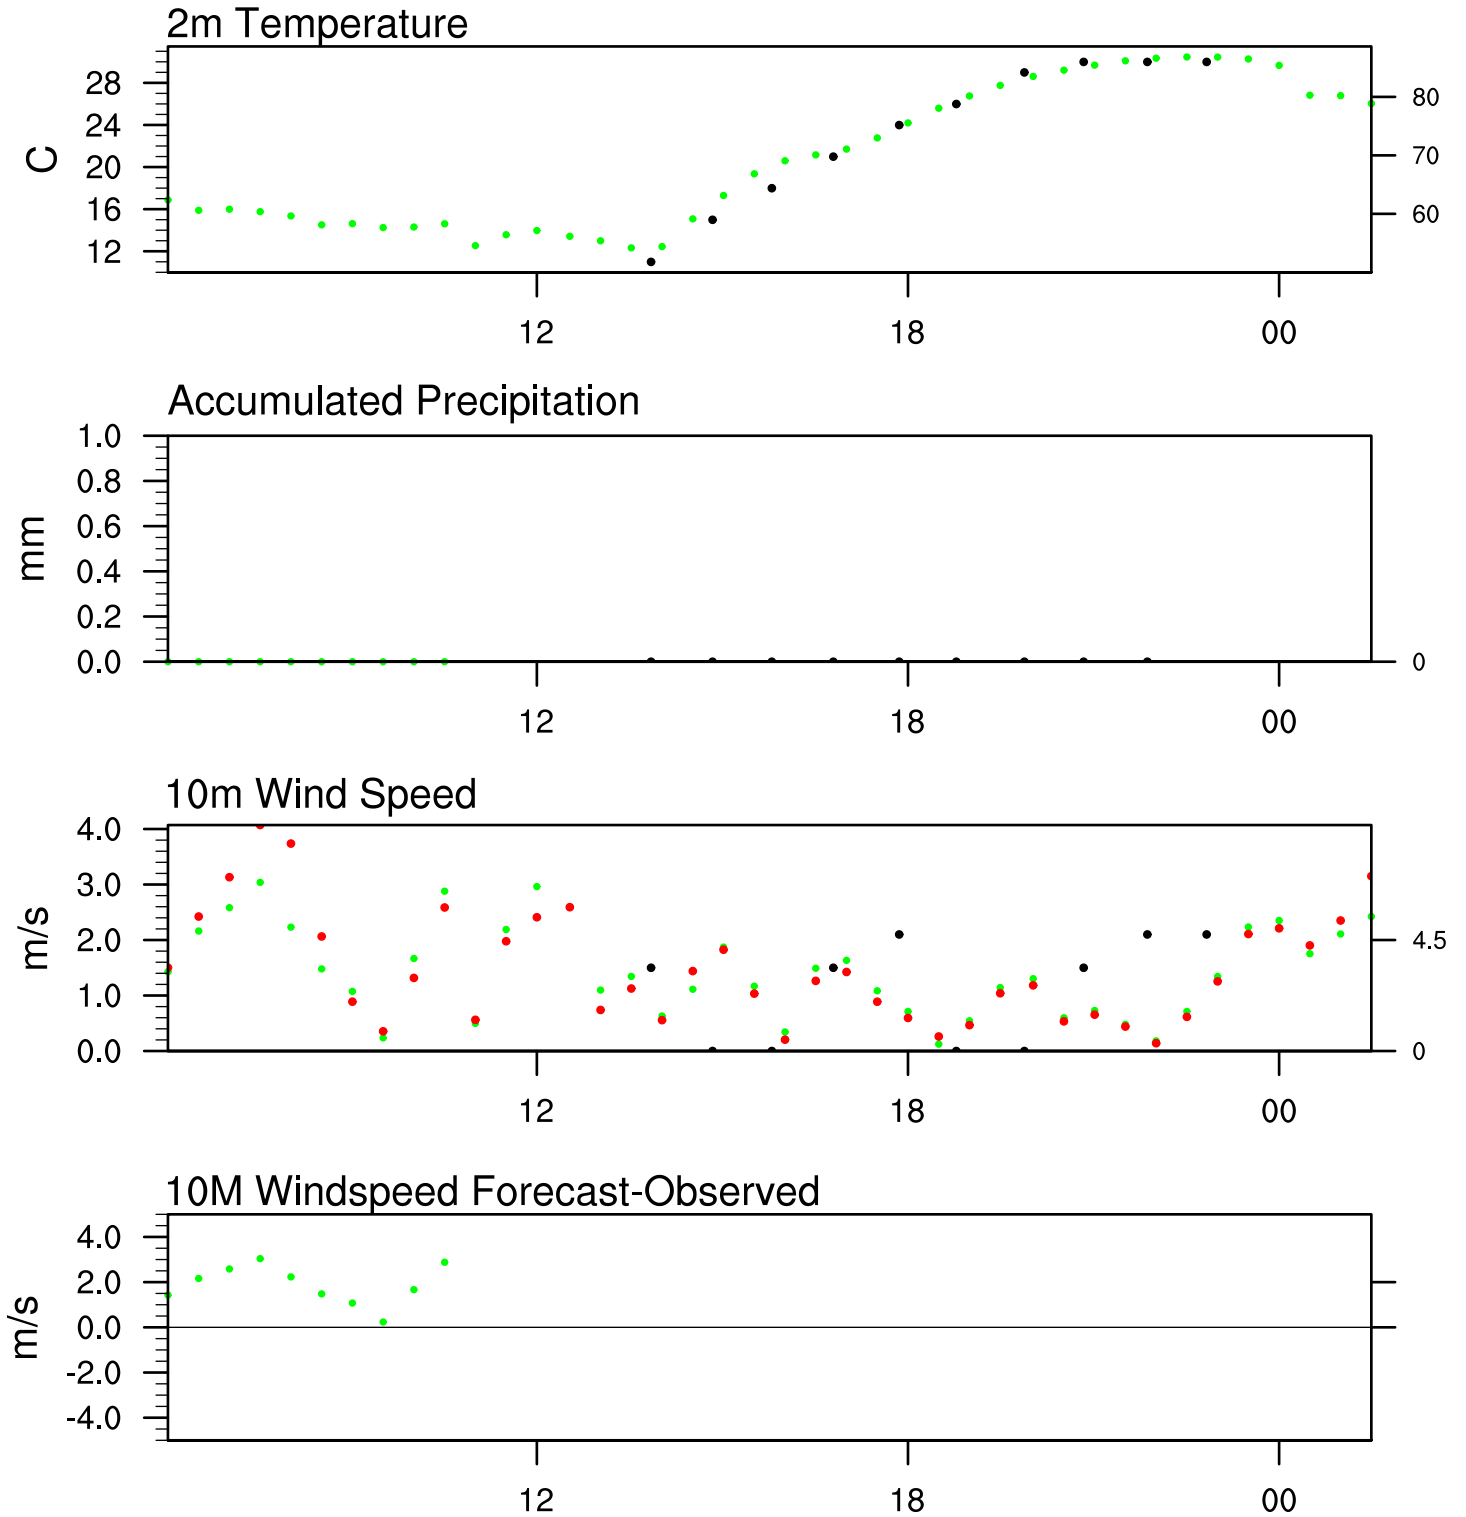 2m Temperature
C
28
24
20
16
12
80
70
60
12 18 00
Accumulated Precipitation
mm
1.0
0.8
0.6
0.4
0.2
0.0
0
12 18 00
10m Wind Speed
m/s
4.0
3.0
2.0
1.0
0.0
4.5
0
12 18 00
10M Windspeed Forecast-Observed
m/s
4.0
2.0
0.0
-2.0
-4.0
12 18 00